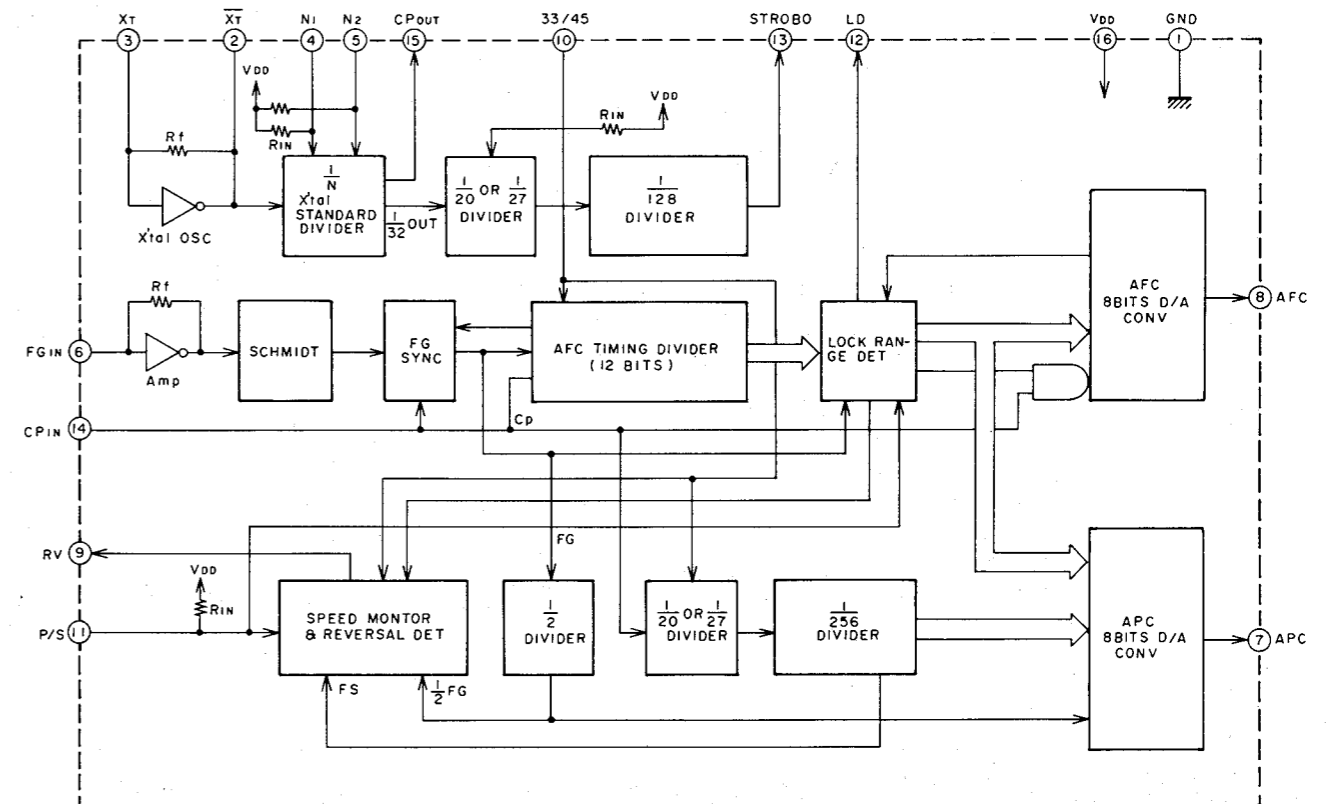 XT X̅T̅ N1 N2 CPOUT 33/45 STROBO LD VDD GND
3 2 4 5 15 10 13 12 16 1
VDD
VDD
Rf
RIN
RIN
1/N
X'tal
STANDARD
DIVIDER
1/32 OUT
1/20 OR 1/27
DIVIDER
1/128
DIVIDER
X'tal OSC
AFC
8BITS D/A
CONV
8 AFC
Rf
FGIN 6
Amp
SCHMIDT
FG
SYNC
AFC TIMING DIVIDER
(12 BITS)
LOCK RAN-
GE DET
CPIN 14
Cp
FG
RV 9
VDD
RIN
P/S 11
SPEED MONTOR
& REVERSAL DET
1/2
DIVIDER
1/20 OR 1/27
DIVIDER
1/256
DIVIDER
APC
8BITS D/A
CONV
7 APC
FS
1/2 FG